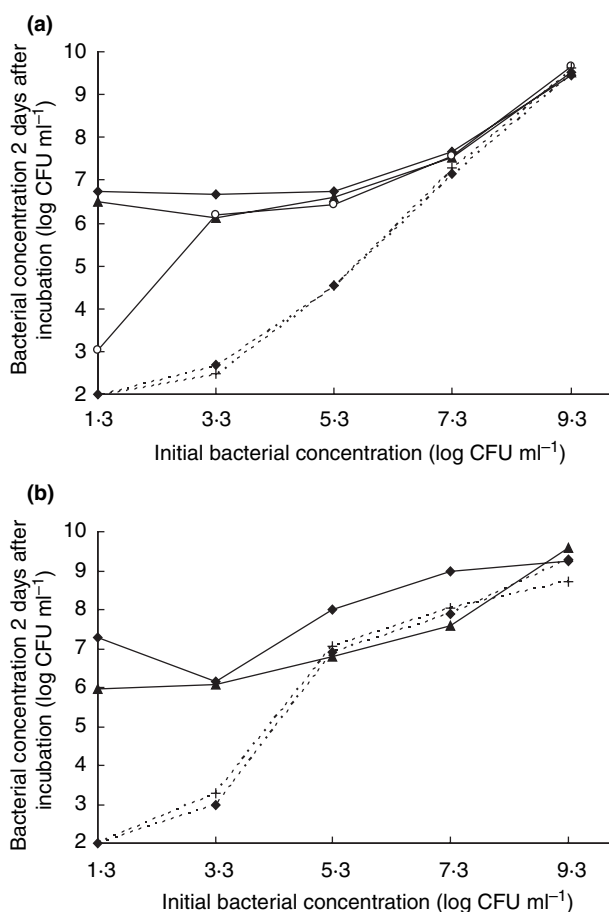 (a)
Bacterial concentration 2 days after
incubation (log CFU ml⁻¹)
10
9
8
7
6
5
4
3
2
1·3 3·3 5·3 7·3 9·3
Initial bacterial concentration (log CFU ml⁻¹)
(b)
Bacterial concentration 2 days after
incubation (log CFU ml⁻¹)
10
9
8
7
6
5
4
3
2
1·3 3·3 5·3 7·3 9·3
Initial bacterial concentration (log CFU ml⁻¹)